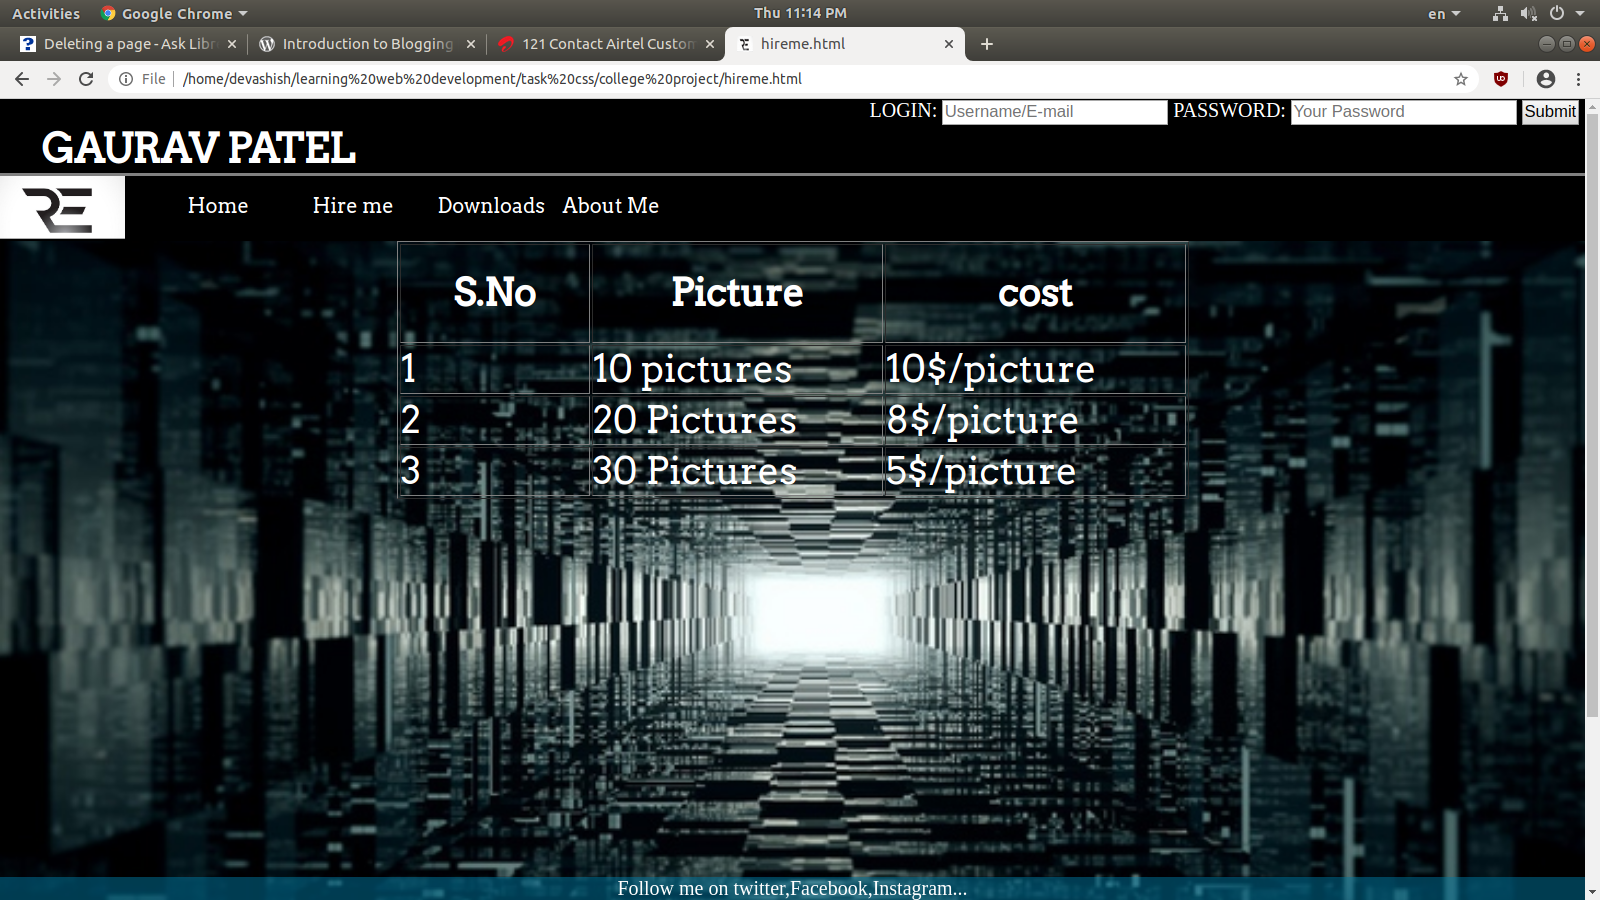 Activities Google Chrome Thu 11:14 PM en
Deleting a page - Ask Libr Introduction to Blogging 121 Contact Airtel Custom hireme.html
File /home/devashish/learning%20web%20development/task%20css/college%20project/hireme.html
LOGIN: Username/E-mail PASSWORD: Your Password Submit
GAURAV PATEL
RE Home Hire me Downloads About Me
S.No Picture cost
1 10 pictures 10$/picture
2 20 Pictures 8$/picture
3 30 Pictures 5$/picture
Follow me on twitter,Facebook,Instagram...